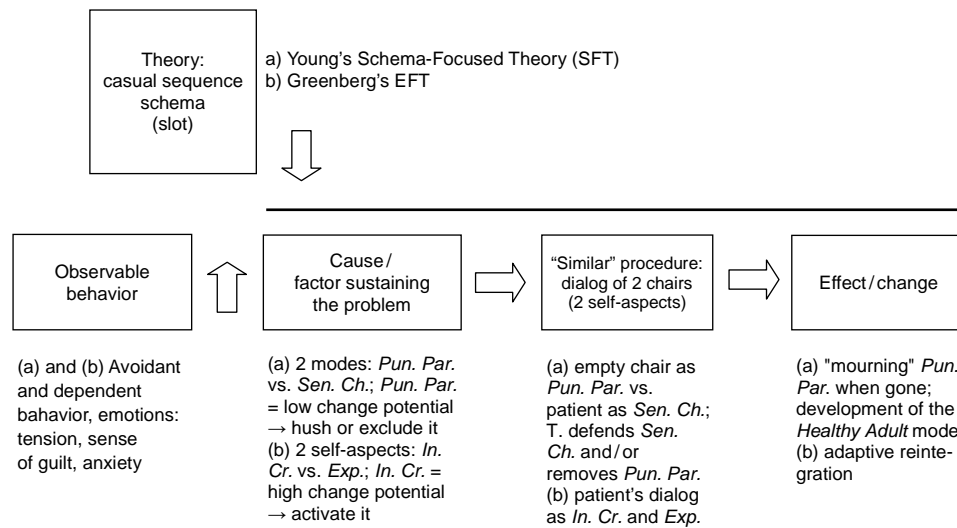 Theory:
casual sequence
schema
(slot)
a) Young's Schema-Focused Theory (SFT)
b) Greenberg's EFT
Observable
behavior
Cause/
factor sustaining
the problem
“Similar” procedure:
dialog of 2 chairs
(2 self-aspects)
Effect/change
(a) and (b) Avoidant
and dependent
bahavior, emotions:
tension, sense
of guilt, anxiety
(a) 2 modes: Pun. Par.
vs. Sen. Ch.; Pun. Par.
= low change potential
→ hush or exclude it
(b) 2 self-aspects: In.
Cr. vs. Exp.; In. Cr. =
high change potential
→ activate it
(a) empty chair as
Pun. Par. vs.
patient as Sen. Ch.;
T. defends Sen.
Ch. and/or
removes Pun. Par.
(b) patient's dialog
as In. Cr. and Exp.
(a) "mourning" Pun.
Par. when gone;
development of the
Healthy Adult mode
(b) adaptive reinte-
gration